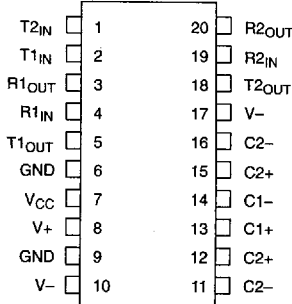 T2IN 1 20 R2OUT
T1IN 2 19 R2IN
R1OUT 3 18 T2OUT
R1IN 4 17 V–
T1OUT 5 16 C2–
GND 6 15 C2+
VCC 7 14 C1–
V+ 8 13 C1+
GND 9 12 C2+
V– 10 11 C2–